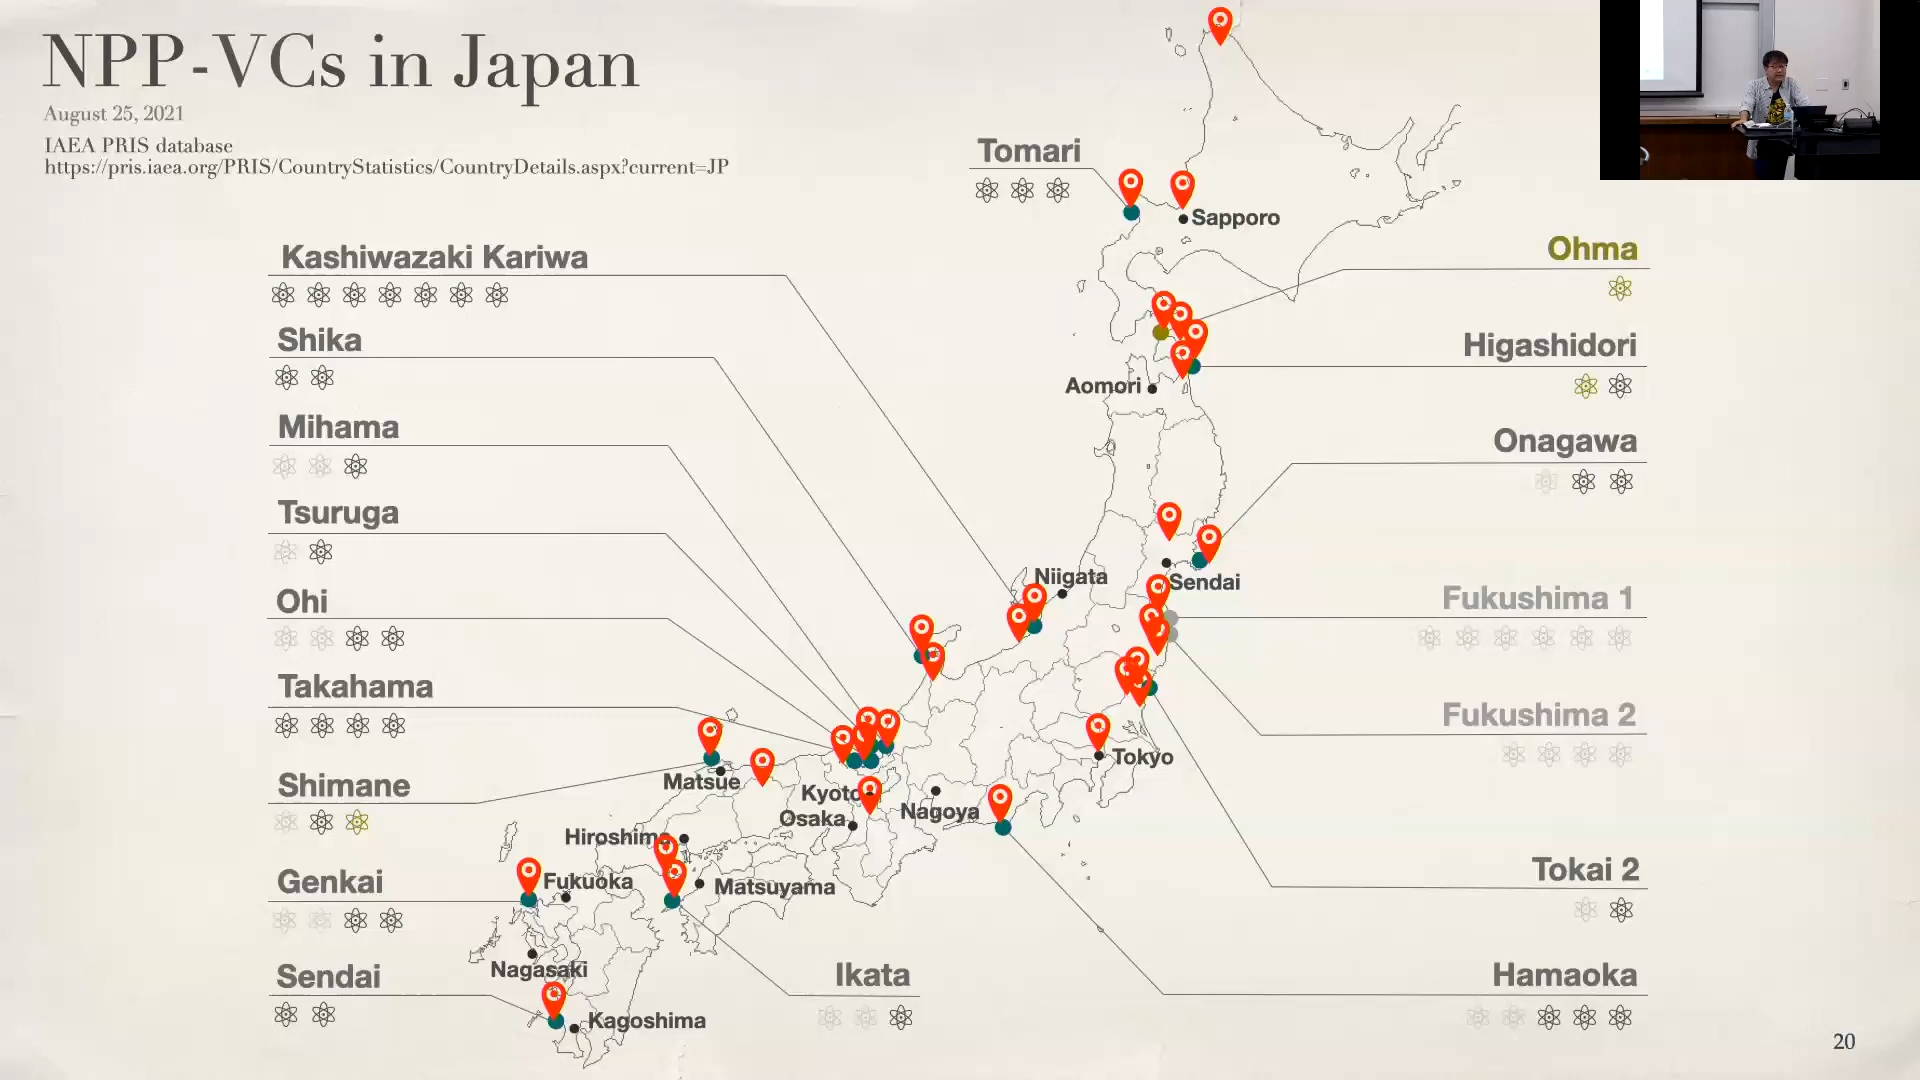 NPP-VCs in Japan
August 25, 2021
IAEA PRIS database
https://pris.iaea.org/PRIS/CountryStatistics/CountryDetails.aspx?current=JP
Tomari
Sapporo
Kashiwazaki Kariwa
Ohma
Shika
Higashidori
Aomori
Mihama
Onagawa
Tsuruga
Niigata
Sendai
Ohi
Fukushima 1
Takahama
Fukushima 2
Tokyo
Matsue
Shimane
Kyoto
Nagoya
Osaka
Hiroshima
Tokai 2
Genkai
Fukuoka
Matsuyama
Nagasaki
Sendai
Ikata
Hamaoka
Kagoshima
20